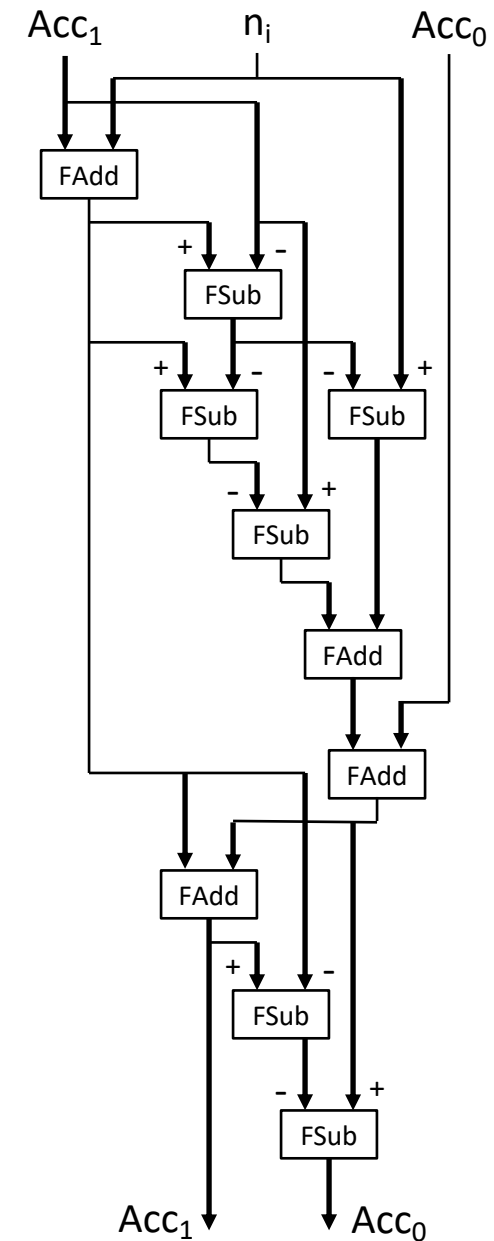 Acc₁ nᵢ Acc₀
FAdd
+ -
FSub
+ - - +
FSub FSub
- +
FSub
FAdd
FAdd
FAdd
+ -
FSub
- +
FSub
Acc₁ Acc₀